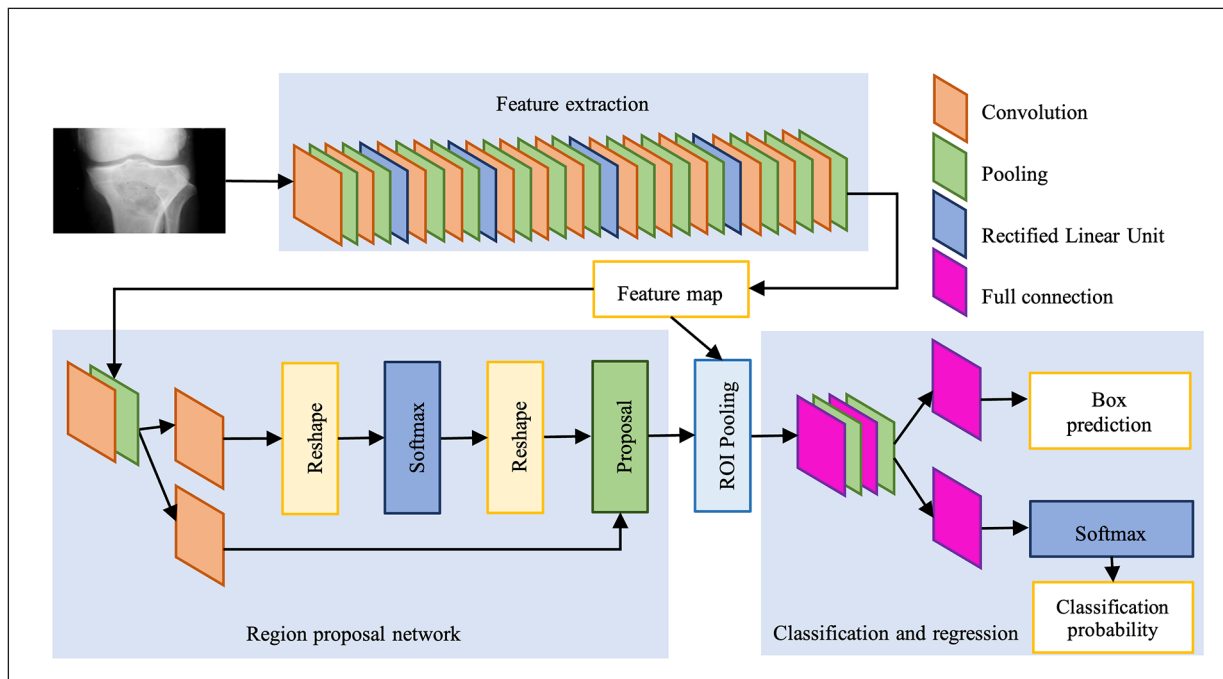 Feature extraction
Convolution
Pooling
Rectified Linear Unit
Full connection
Feature map
Reshape
Softmax
Reshape
Proposal
ROI Pooling
Box
prediction
Softmax
Classification
probability
Region proposal network
Classification and regression